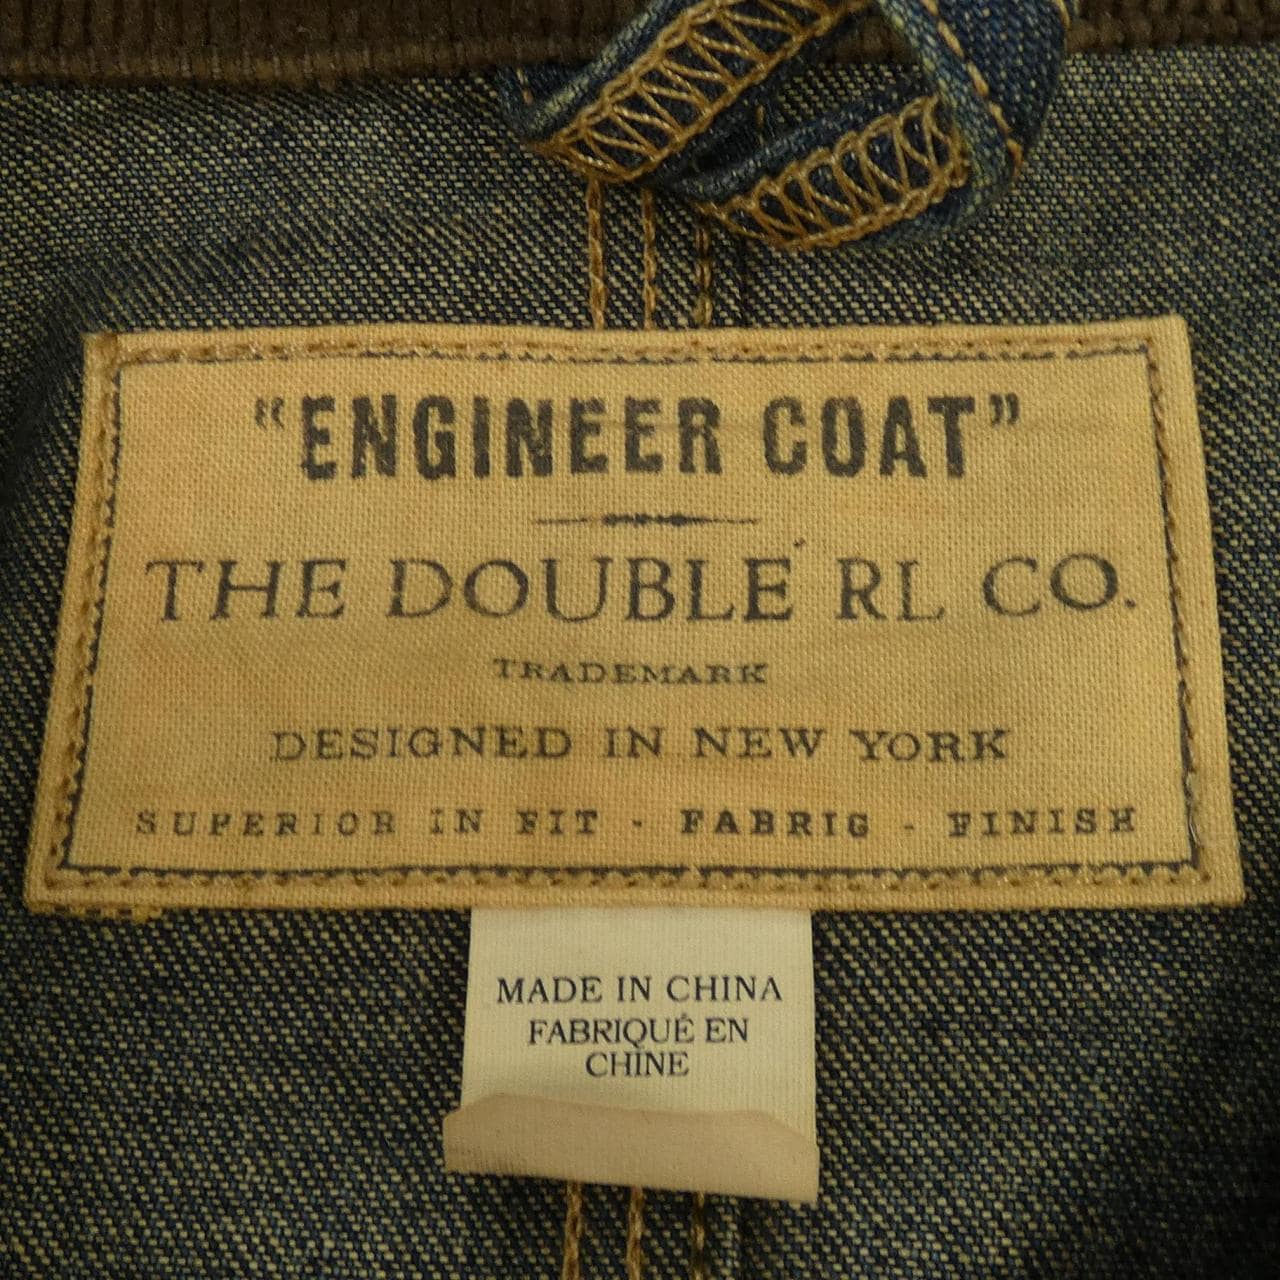 “ENGINEER COAT”
THE DOUBLE RL CO.
TRADEMARK
DESIGNED IN NEW YORK
SUPERIOR IN FIT - FABRIC - FINISH
MADE IN CHINA
FABRIQUÉ EN
CHINE